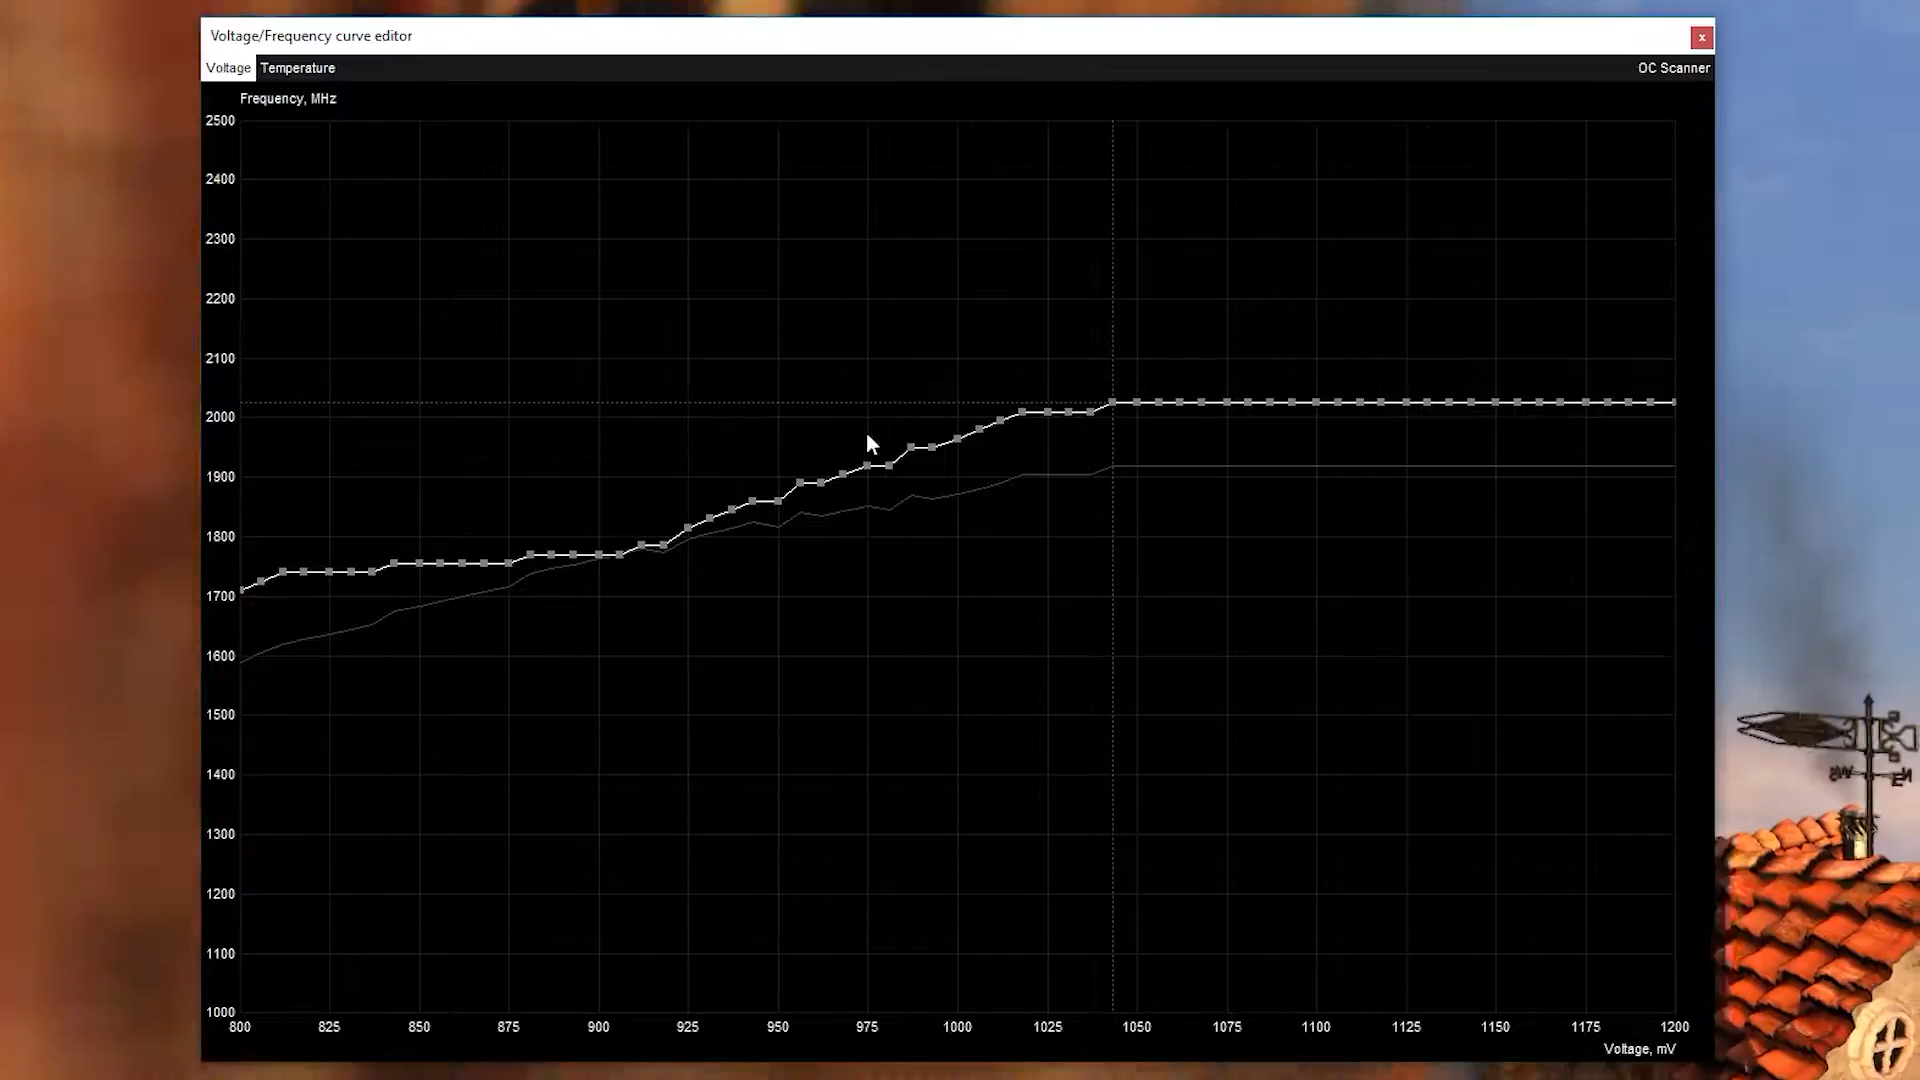 Voltage/Frequency curve editor
x
Voltage Temperature OC Scanner
Frequency, MHz
2500
2400
2300
2200
2100
2000
1900
1800
1700
1600
1500
1400
1300
1200
1100
1000
800 825 850 875 900 925 950 975 1000 1025 1050 1075 1100 1125 1150 1175 1200
Voltage, mV